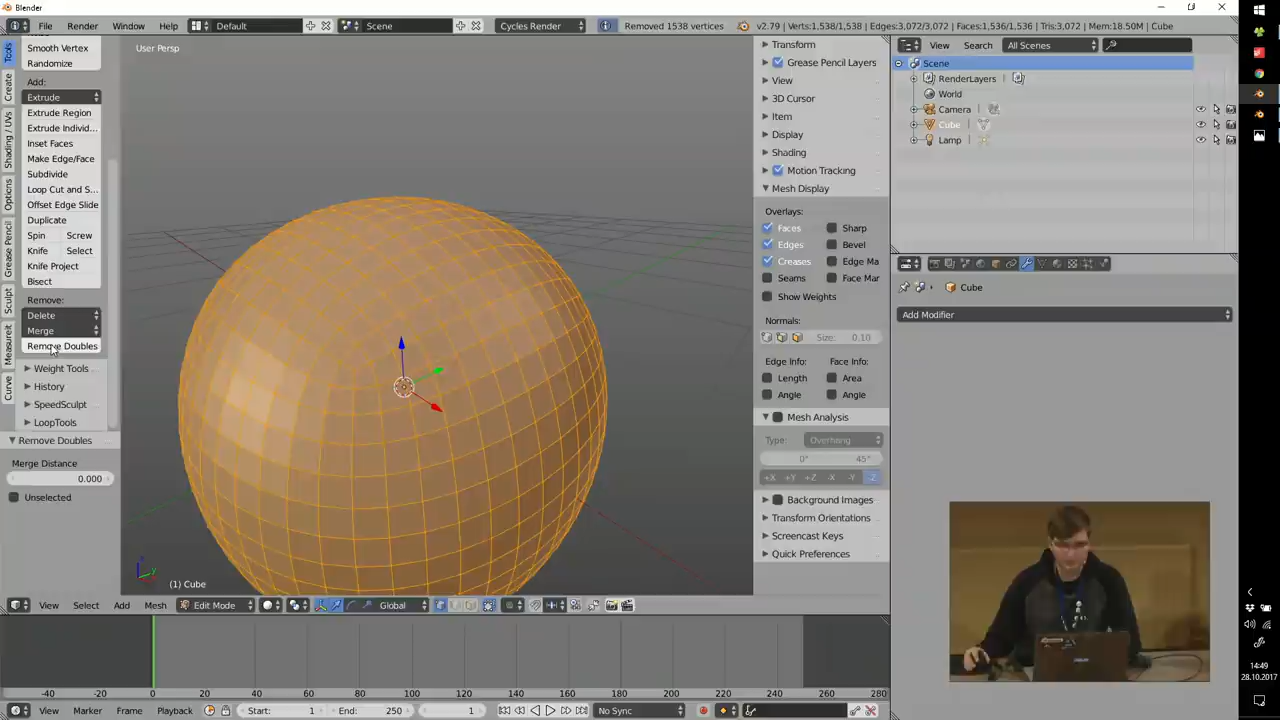 Blender
File Render Window Help Default Scene Cycles Render Removed 1538 vertices v2.79 | Verts:1,538/1,538 | Edges:3,072/3,072 | Faces:1,536/1,536 | Tris:3,072 | Mem:18.50M | Cube
Tools
Create
Shading / UVs
Options
Grease Pencil
Sculpt
MeasureIt
Curve
Smooth Vertex
Randomize
Add:
Extrude
Extrude Region
Extrude Individ...
Inset Faces
Make Edge/Face
Subdivide
Loop Cut and S...
Offset Edge Slide
Duplicate
Spin Screw
Knife Select
Knife Project
Bisect
Remove:
Delete
Merge
Remove Doubles
Weight Tools
History
SpeedSculpt
LoopTools
Remove Doubles
Merge Distance
0.000
Unselected
User Persp
(1) Cube
Transform
Grease Pencil Layers
View
3D Cursor
Item
Display
Shading
Motion Tracking
Mesh Display
Overlays:
Faces Sharp
Edges Bevel
Creases Edge Ma
Seams Face Mar
Show Weights
Normals:
Size: 0.10
Edge Info: Face Info:
Length Area
Angle Angle
Mesh Analysis
Type: Overhang
0° 45°
+X +Y +Z -X -Y -Z
Background Images
Transform Orientations
Screencast Keys
Quick Preferences
View Search All Scenes
Scene
RenderLayers
World
Camera
Cube
Lamp
Cube
Add Modifier
View Select Add Mesh Edit Mode Global
-40 -20 0 20 40 60 80 100 120 140 160 180 200 220 240 260 280
View Marker Frame Playback Start: 1 End: 250 1 No Sync
14:49
28.10.2017